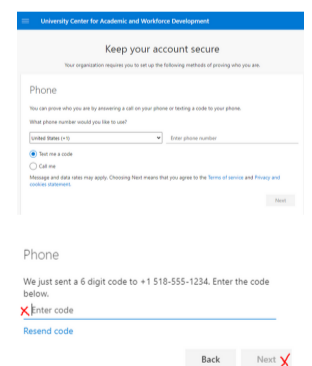 University Center for Academic and Workforce Development
Keep your account secure
Your organization requires you to set up the following methods of proving who you are.
Phone
You can prove who you are by answering a call on your phone or texting a code to your phone.
What phone number would you like to use?
United States (+1) Enter phone number
Text me a code
Call me
Message and data rates may apply. Choosing Next means that you agree to the Terms of service and Privacy and
cookies statement.
Next
Phone
We just sent a 6 digit code to +1 518-555-1234. Enter the code
below.
Enter code
Resend code
Back Next